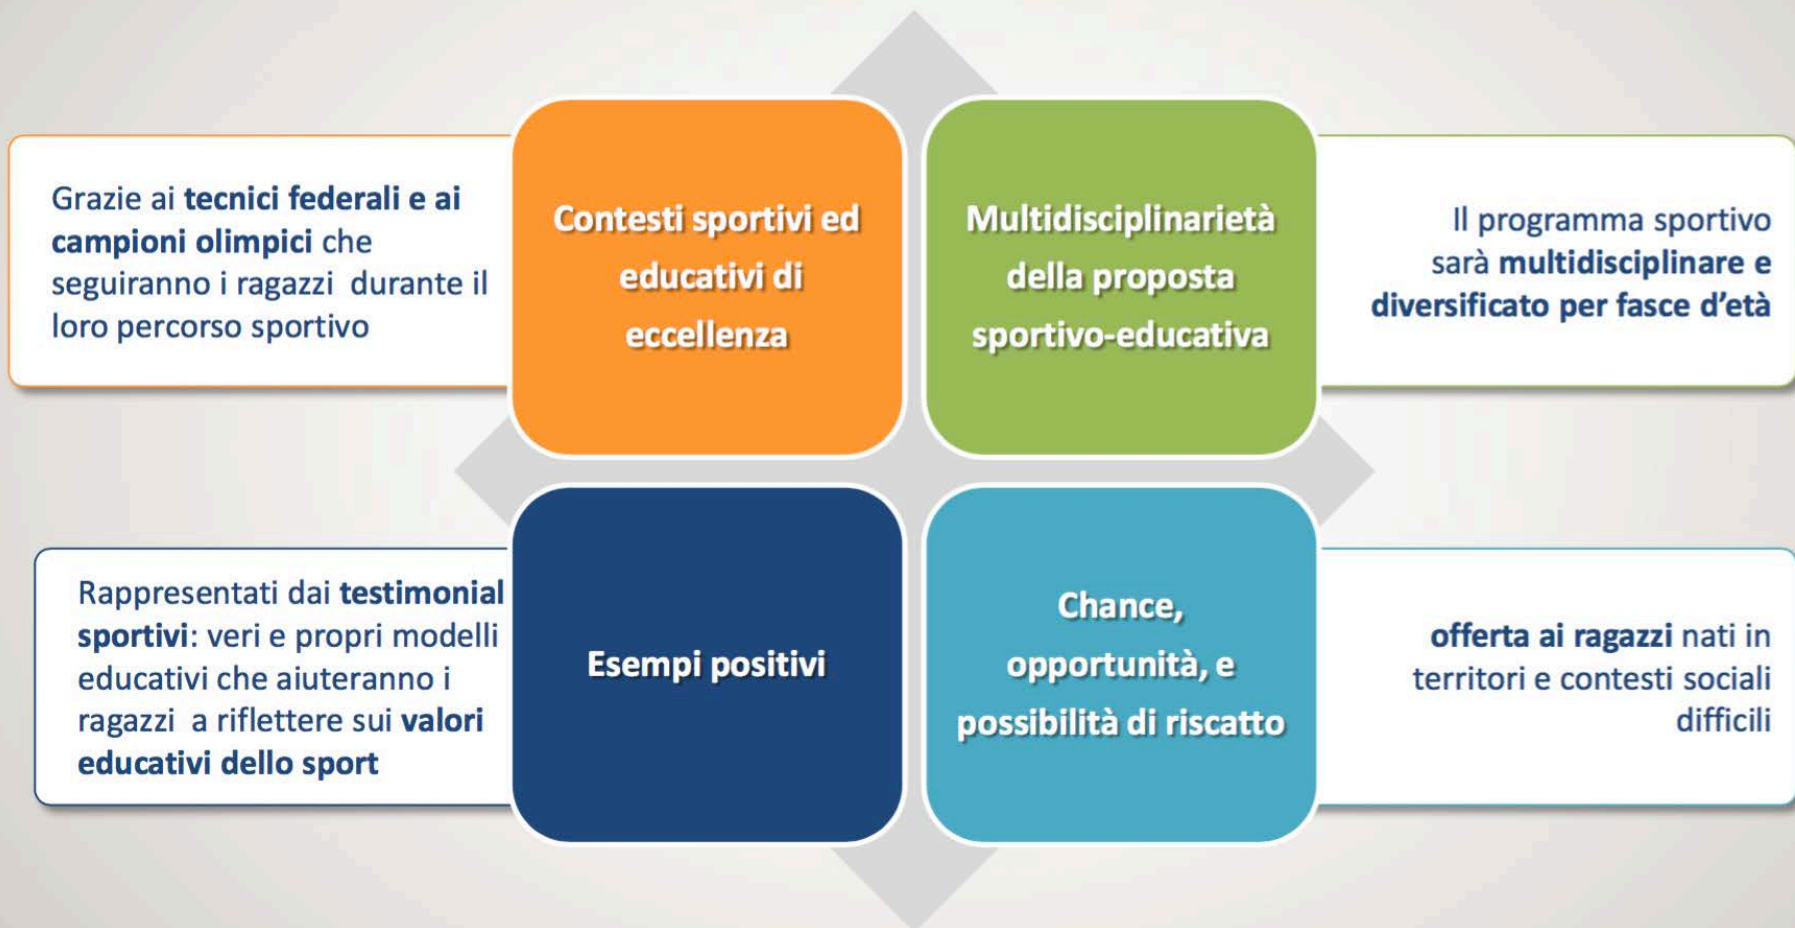 Grazie ai tecnici federali e ai
campioni olimpici che
seguiranno i ragazzi durante il
loro percorso sportivo
Contesti sportivi ed
educativi di
eccellenza
Multidisciplinarietà
della proposta
sportivo-educativa
Il programma sportivo
sarà multidisciplinare e
diversificato per fasce d'età
Rappresentati dai testimonial
sportivi: veri e propri modelli
educativi che aiuteranno i
ragazzi a riflettere sui valori
educativi dello sport
Esempi positivi
Chance,
opportunità, e
possibilità di riscatto
offerta ai ragazzi nati in
territori e contesti sociali
difficili